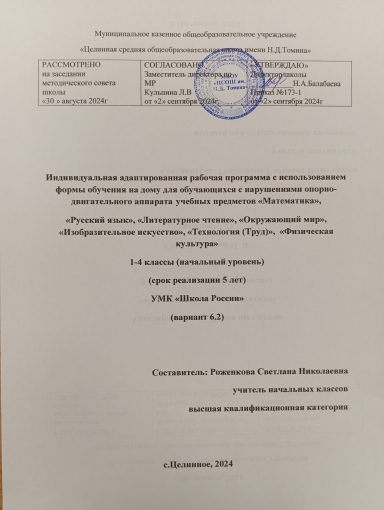 Муниципальное казенное общеобразовательное учреждение
«Целинная средняя общеобразовательная школа имени Н.Д.Томина»
РАССМОТРЕНО
на заседании
методического совета
школы
«30 » августа 2024г
СОГЛАСОВАНО
Заместитель директора по
МР
Кульпина Л.В
от «2» сентября 2024г.
«УТВЕРЖДАЮ»
Директор школы
Н.А.Балабаева
Приказ №173-1
от «2» сентября 2024г
Индивидуальная адаптированная рабочая программа с использованием
формы обучения на дому для обучающихся с нарушениями опорно-
двигательного аппарата учебных предметов «Математика»,
«Русский язык», «Литературное чтение», «Окружающий мир»,
«Изобразительное искусство», «Технология (Труд)», «Физическая
культура»
1-4 классы (начальный уровень)
(срок реализации 5 лет)
УМК «Школа России»
(вариант 6.2)
Составитель: Роженкова Светлана Николаевна
учитель начальных классов
высшая квалификационная категория
с.Целинное, 2024